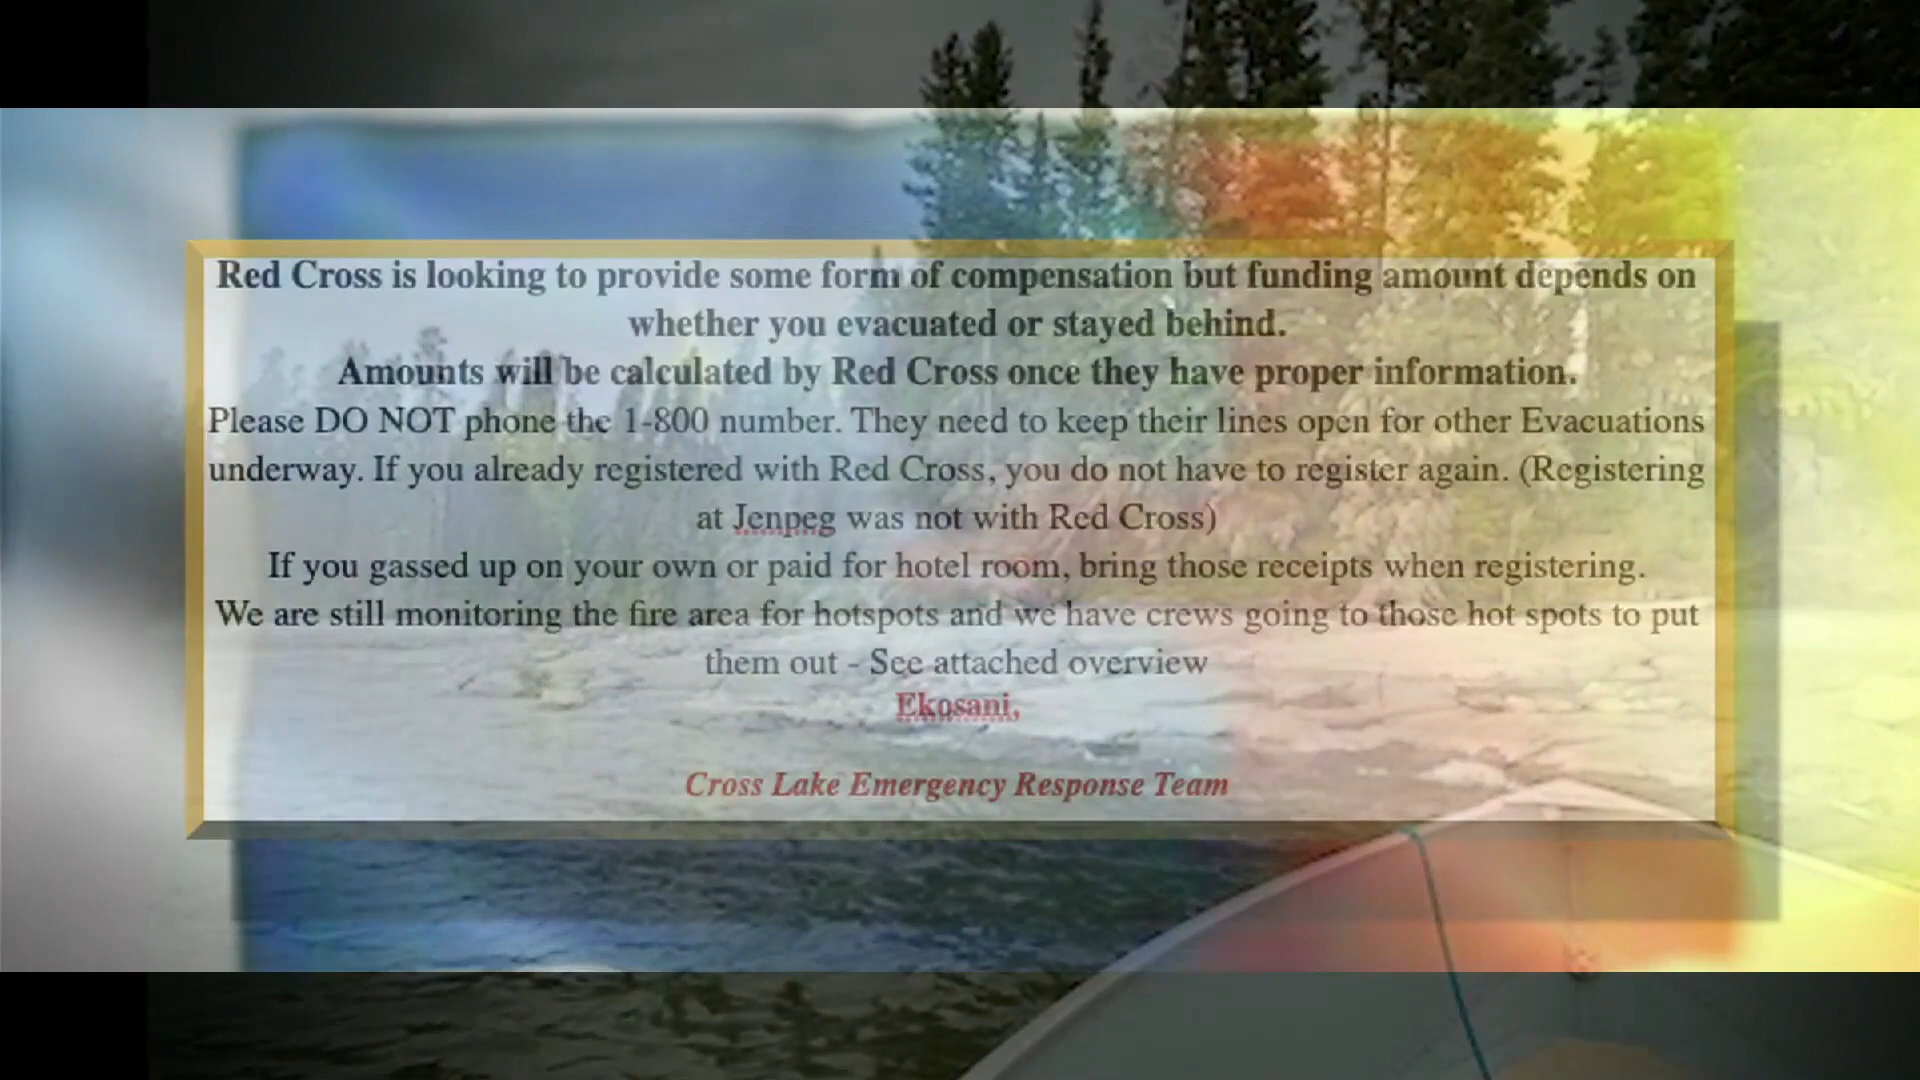 Red Cross is looking to provide some form of compensation but funding amount depends on
whether you evacuated or stayed behind.
Amounts will be calculated by Red Cross once they have proper information.
Please DO NOT phone the 1-800 number. They need to keep their lines open for other Evacuations
underway. If you already registered with Red Cross, you do not have to register again. (Registering
at Jenpeg was not with Red Cross)
If you gassed up on your own or paid for hotel room, bring those receipts when registering.
We are still monitoring the fire area for hotspots and we have crews going to those hot spots to put
them out - See attached overview
Ekosani,
Cross Lake Emergency Response Team